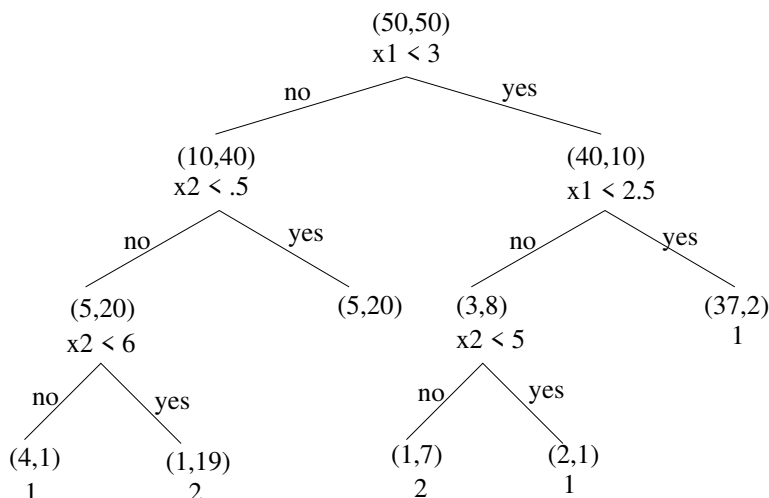 (50,50)
x1 < 3
no
yes
(10,40)
x2 < .5
(40,10)
x1 < 2.5
no
yes
no
yes
(5,20)
x2 < 6
(5,20)
(3,8)
x2 < 5
(37,2)
1
no
yes
no
yes
(4,1)
1
(1,19)
2
(1,7)
2
(2,1)
1